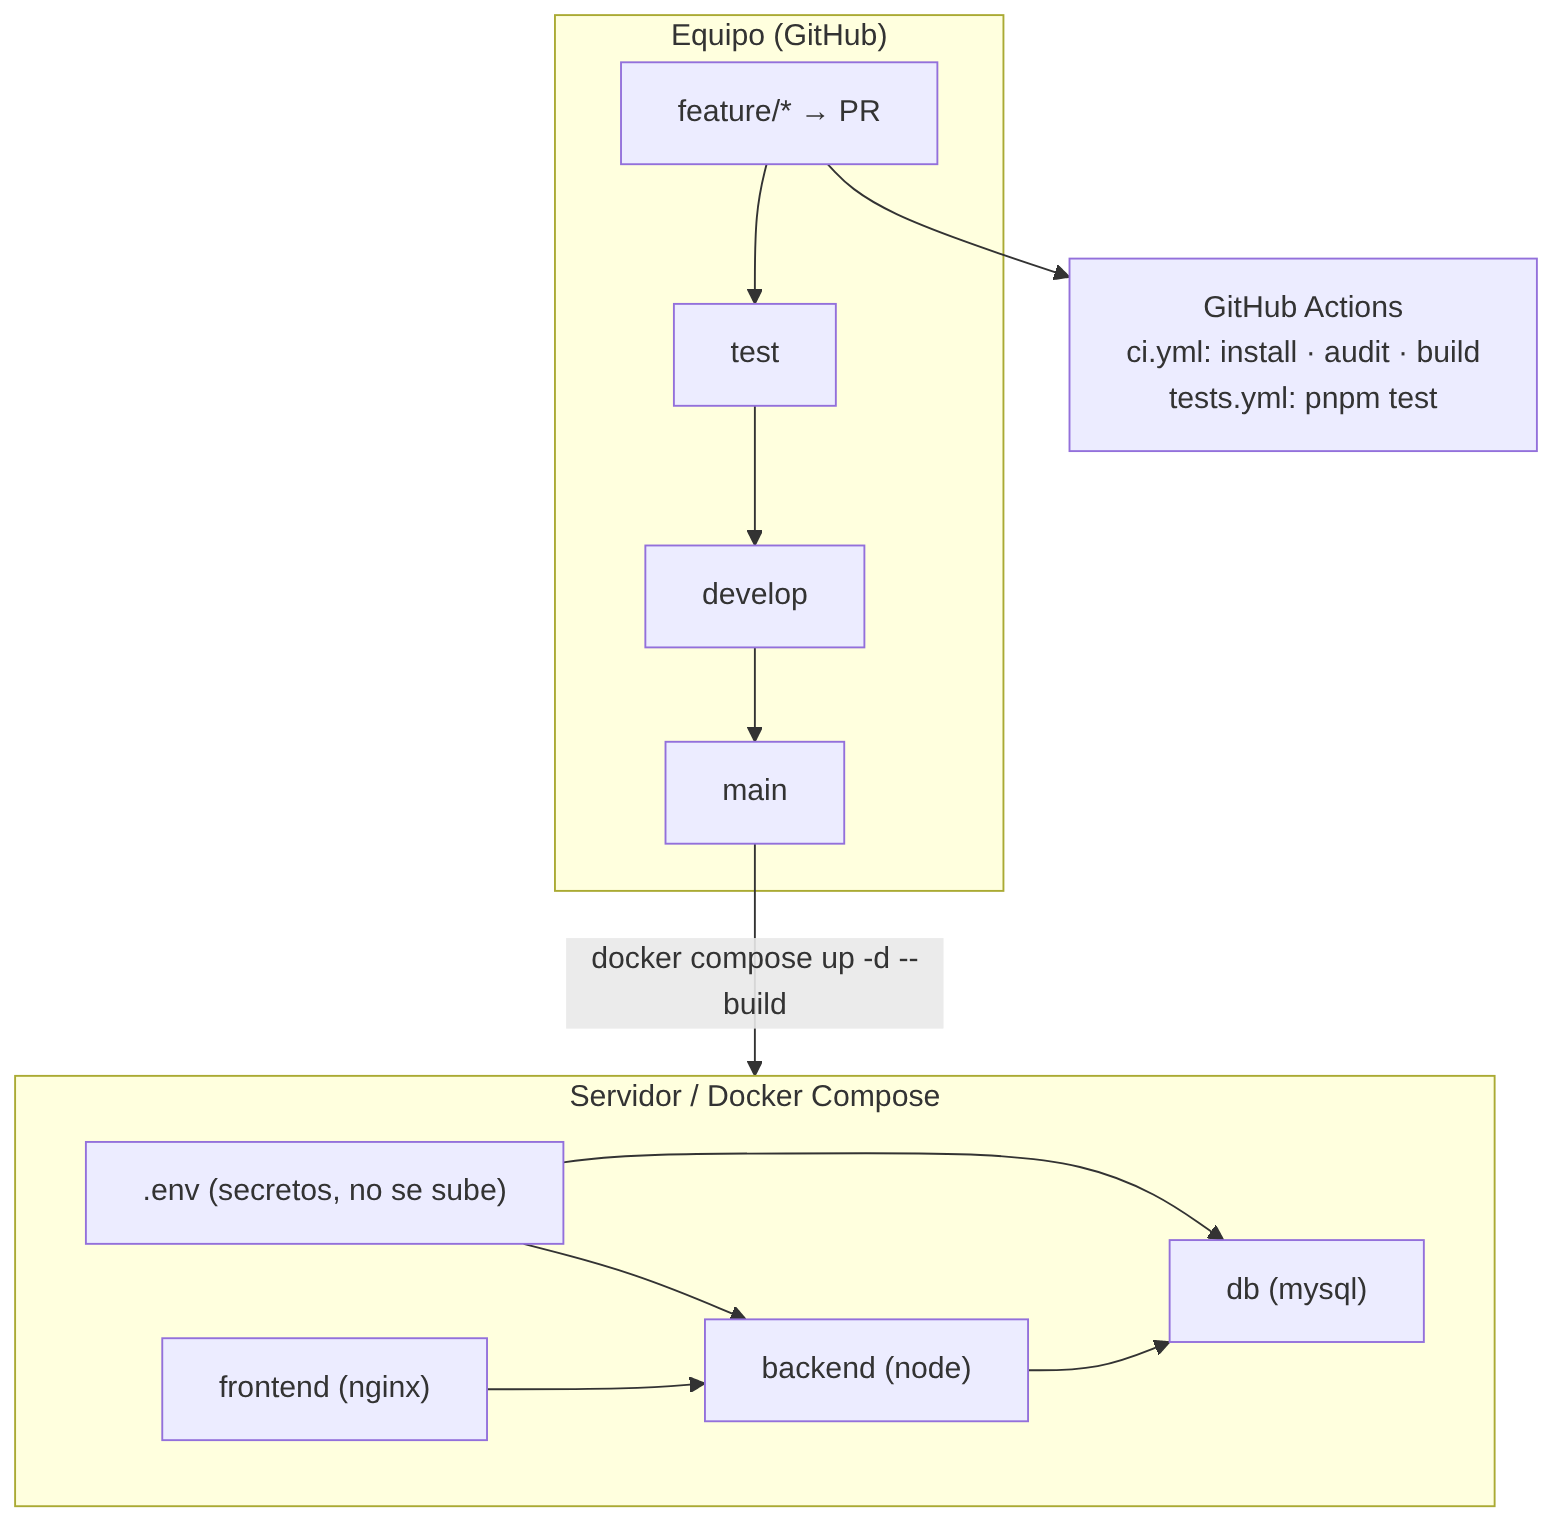 Equipo (GitHub)
feature/* → PR
GitHub Actions
ci.yml: install · audit · build
tests.yml: pnpm test
test
develop
main
docker compose up -d --
build
Servidor / Docker Compose
.env (secretos, no se sube)
db (mysql)
backend (node)
frontend (nginx)